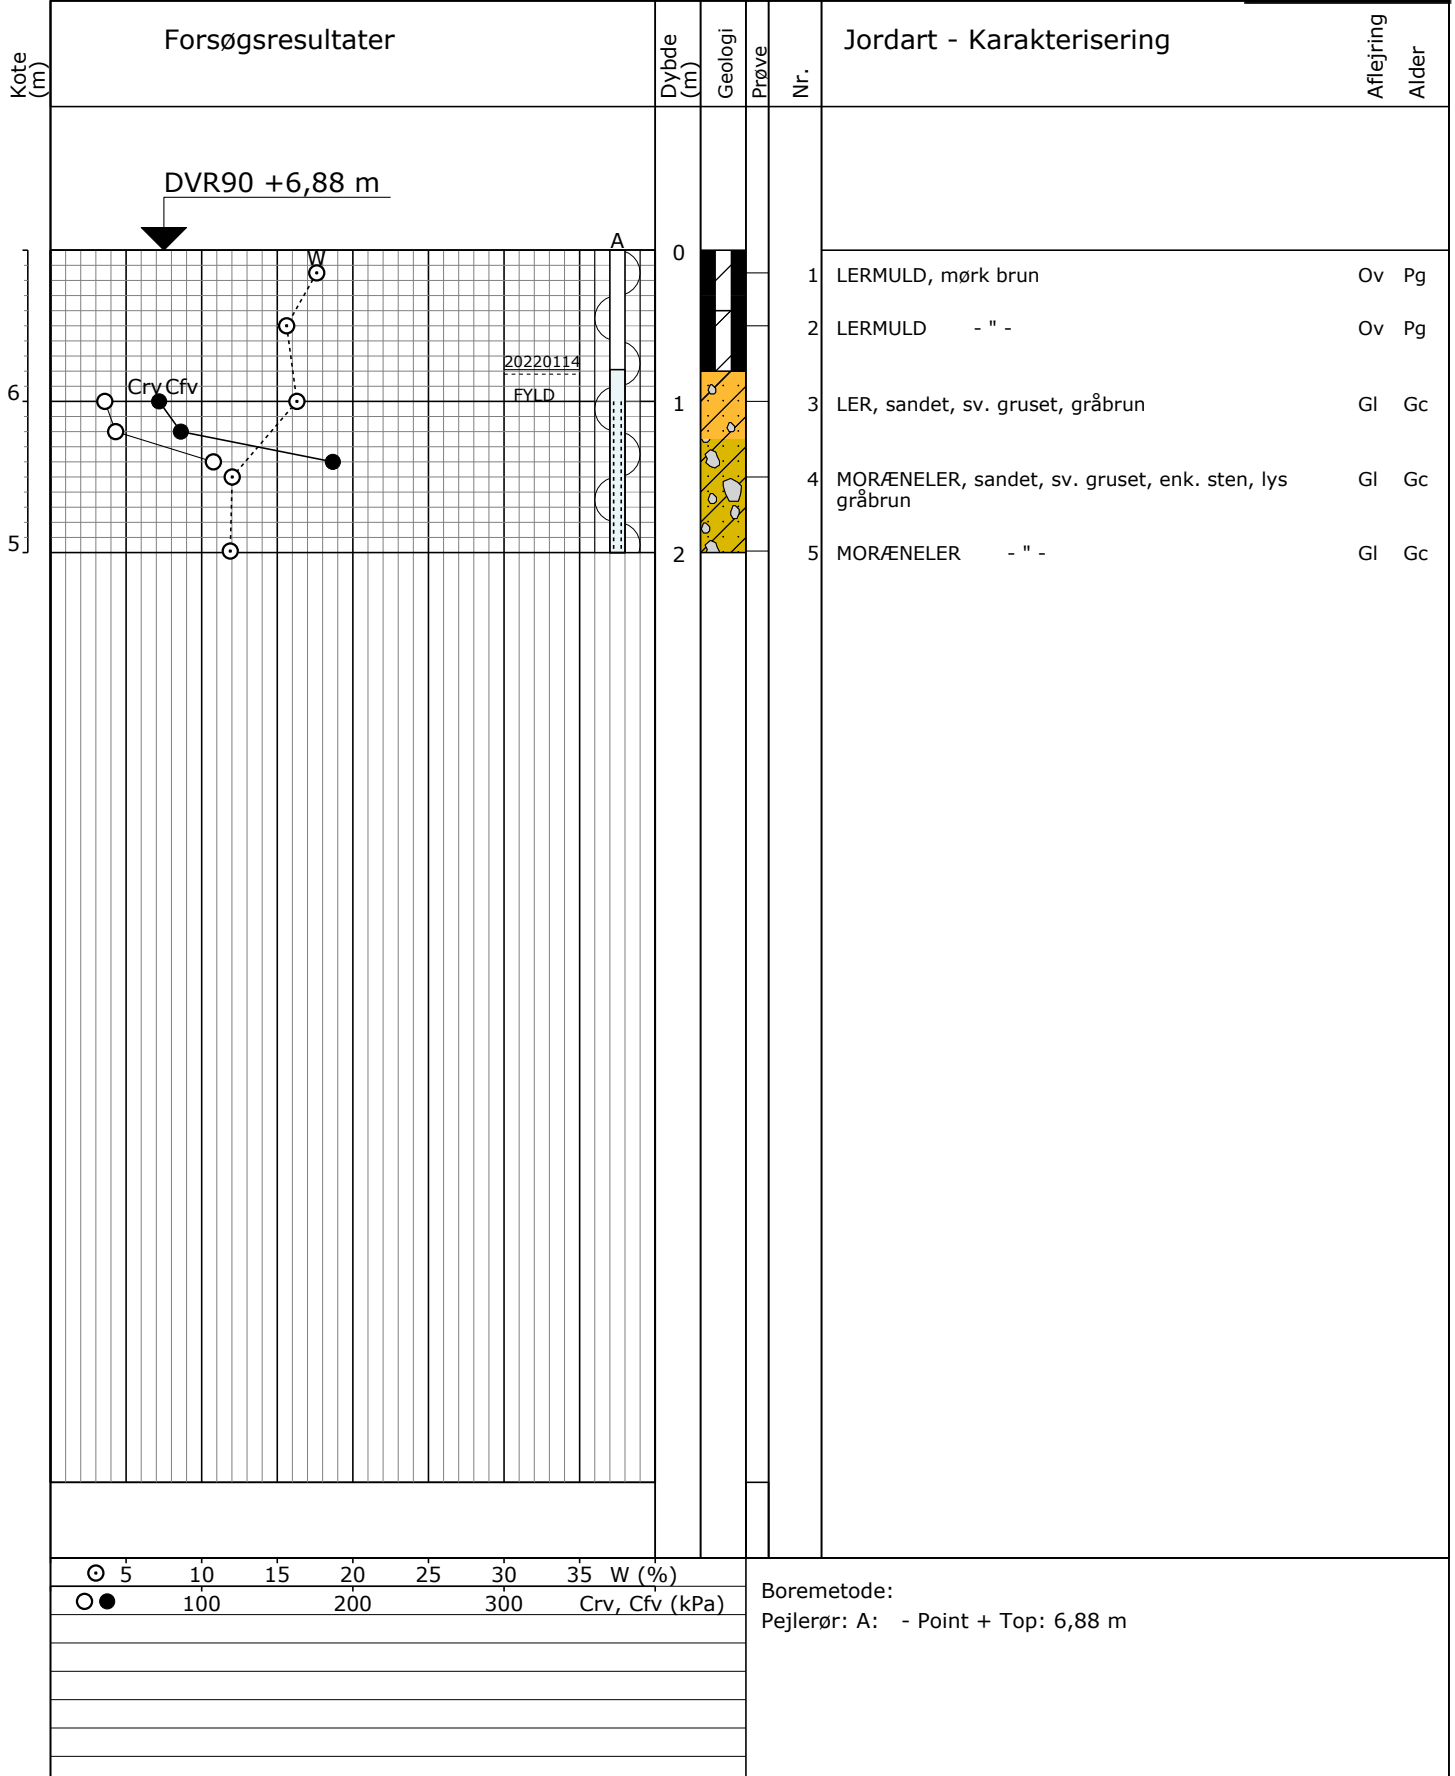 Kote
(m)
Forsøgsresultater
Dybde
(m)
Geologi
Prøve
Nr.
Jordart - Karakterisering
Aflejring
Alder
DVR90 +6,88 m
A
W
0
1 LERMULD, mørk brun Ov Pg
2 LERMULD - " - Ov Pg
20220114
Crv Cfv
FYLD
6
1
3 LER, sandet, sv. gruset, gråbrun Gl Gc
4 MORÆNELER, sandet, sv. gruset, enk. sten, lys Gl Gc
gråbrun
5
2
5 MORÆNELER - " - Gl Gc
5 10 15 20 25 30 35 W (%)
100 200 300 Crv, Cfv (kPa)
Boremetode:
Pejlerør: A: - Point + Top: 6,88 m